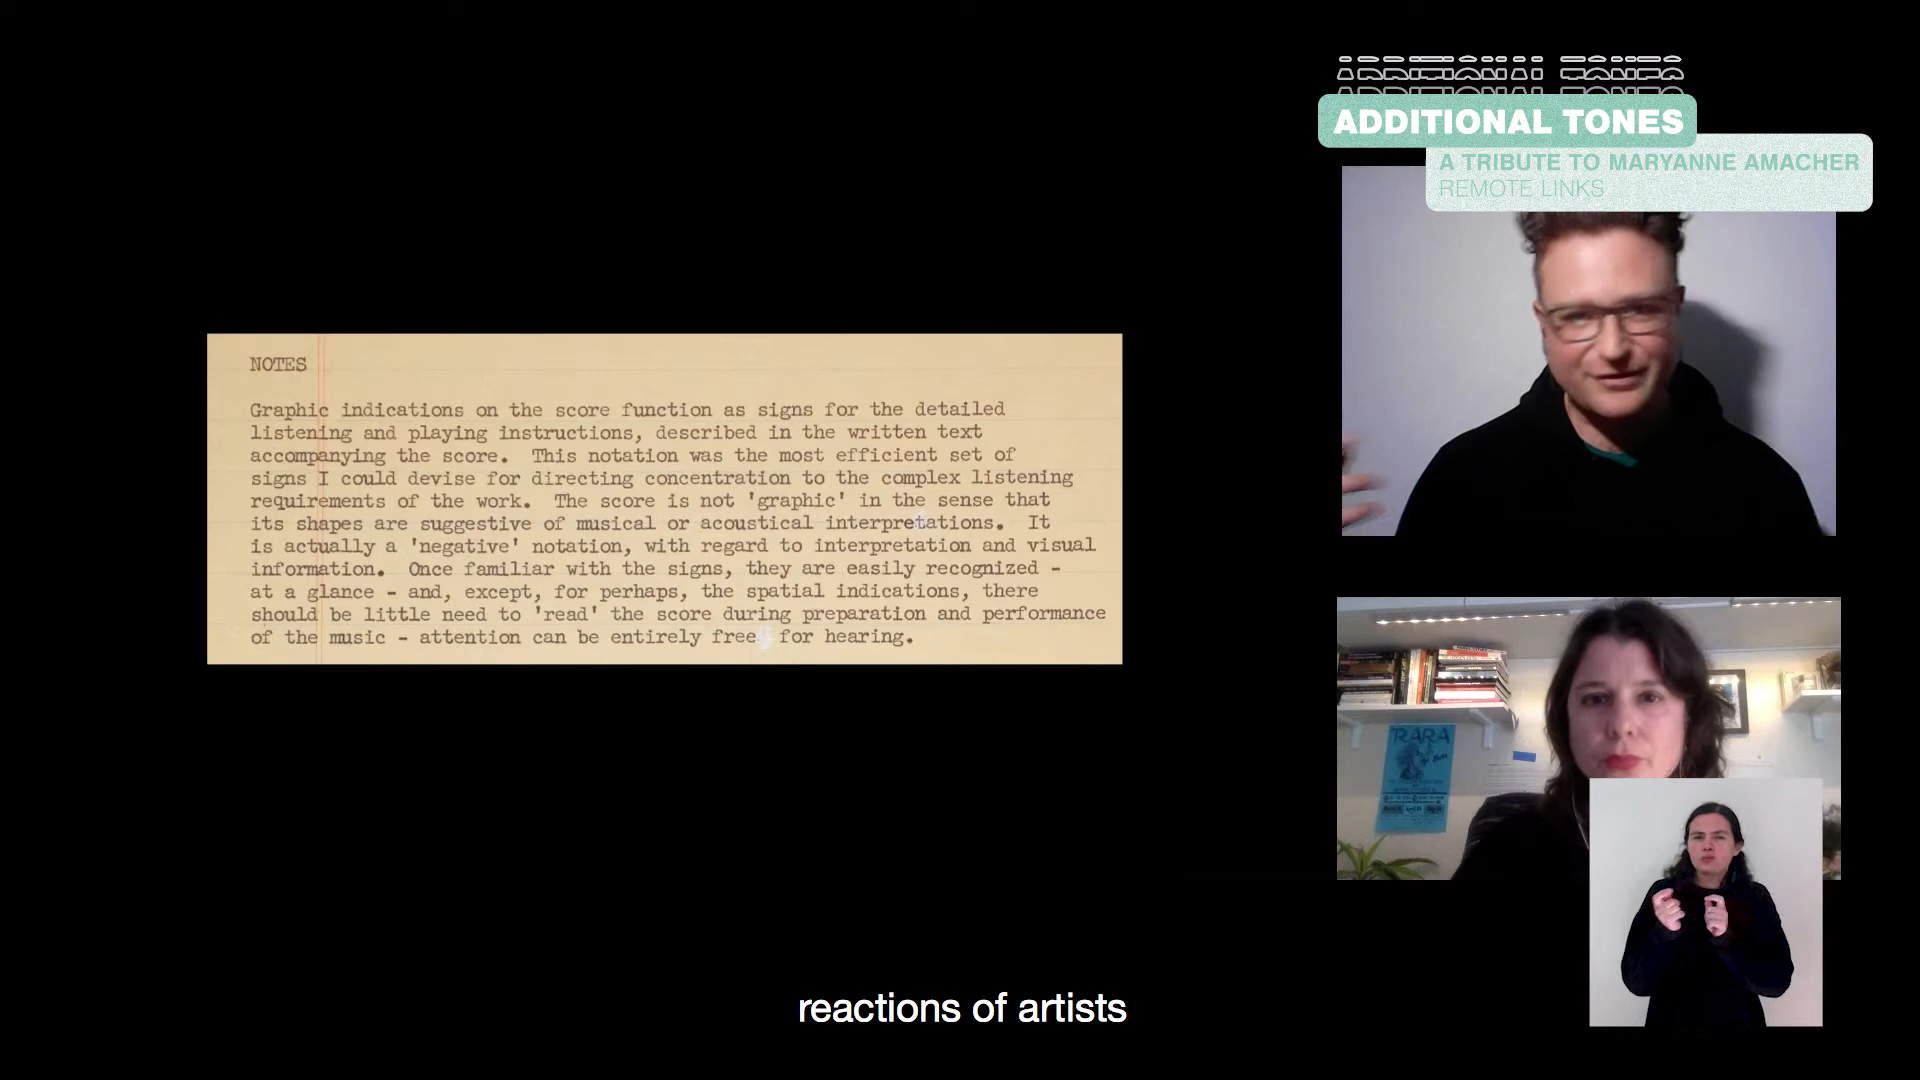 ADDITIONAL TONES
ADDITIONAL TONES
ADDITIONAL TONES
A TRIBUTE TO MARYANNE AMACHER
REMOTE LINKS
NOTES
Graphic indications on the score function as signs for the detailed
listening and playing instructions, described in the written text
accompanying the score. This notation was the most efficient set of
signs I could devise for directing concentration to the complex listening
requirements of the work. The score is not 'graphic' in the sense that
its shapes are suggestive of musical or acoustical interpretations. It
is actually a 'negative' notation, with regard to interpretation and visual
information. Once familiar with the signs, they are easily recognized -
at a glance - and, except, for perhaps, the spatial indications, there
should be little need to 'read' the score during preparation and performance
of the music - attention can be entirely free for hearing.
RARA
reactions of artists